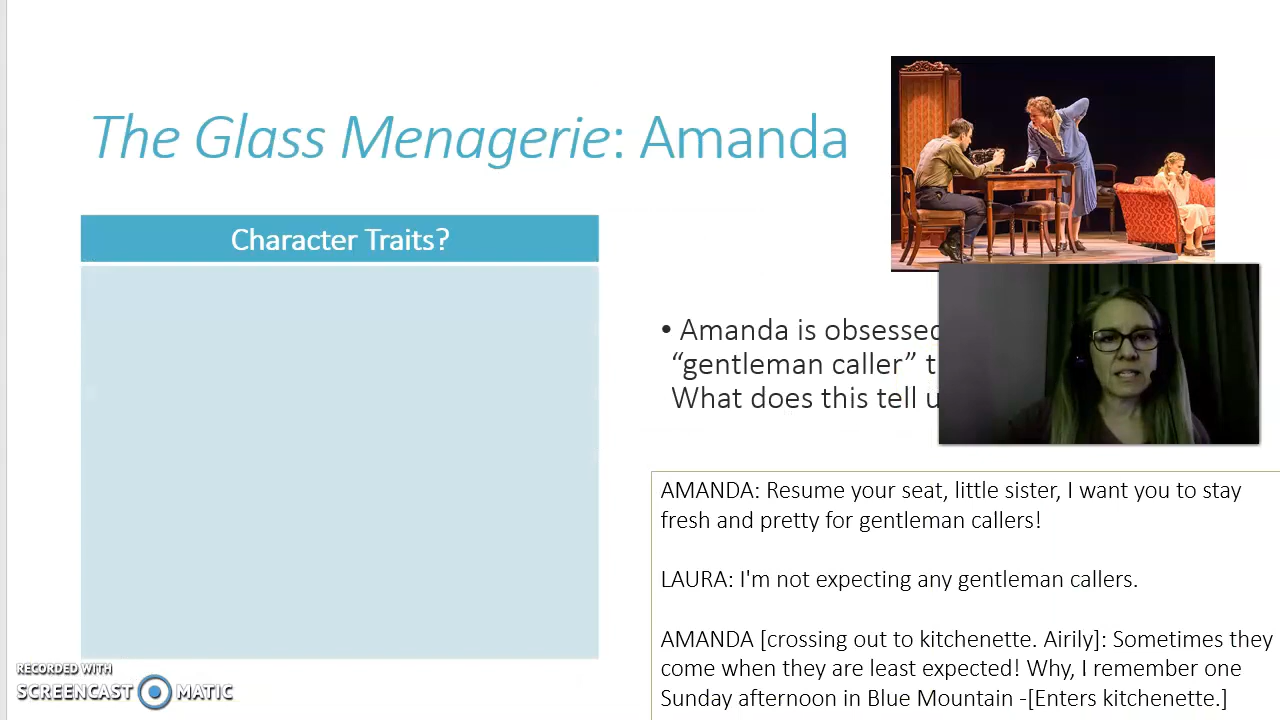 The Glass Menagerie: Amanda
Character Traits?
• Amanda is obsessed
“gentleman caller” t
What does this tell u
AMANDA: Resume your seat, little sister, I want you to stay
fresh and pretty for gentleman callers!
LAURA: I'm not expecting any gentleman callers.
AMANDA [crossing out to kitchenette. Airily]: Sometimes they
come when they are least expected! Why, I remember one
Sunday afternoon in Blue Mountain -[Enters kitchenette.]
RECORDED WITH
SCREENCAST MATIC